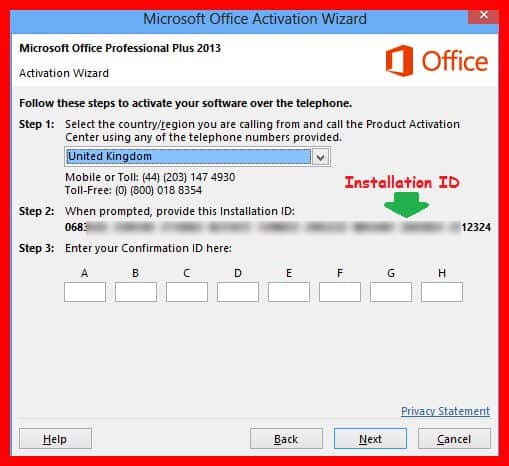 Microsoft Office Activation Wizard
Microsoft Office Professional Plus 2013
Activation Wizard
Office
Follow these steps to activate your software over the telephone.
Step 1: Select the country/region you are calling from and call the Product Activation
Center using any of the telephone numbers provided.
United Kingdom
Mobile or Toll: (44) (203) 147 4930
Toll-Free: (0) (800) 018 8354
Installation ID
Step 2: When prompted, provide this Installation ID:
068 12324
Step 3: Enter your Confirmation ID here:
A B C D E F G H
Privacy Statement
Help Back Next Cancel